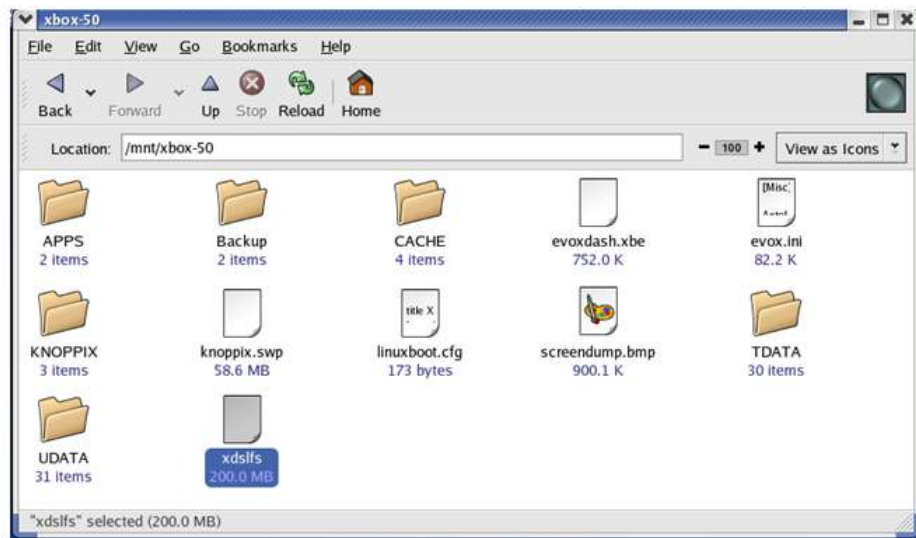 xbox-50
File Edit View Go Bookmarks Help
Back Forward Up Stop Reload Home
Location: /mnt/xbox-50 100 View as Icons
[Misc]
APPS Backup CACHE evoxdash.xbe evox.ini
2 items 2 items 4 items 752.0 K 82.2 K
title X
KNOPPIX knoppix.swp linuxboot.cfg screendump.bmp TDATA
3 items 58.6 MB 173 bytes 900.1 K 30 items
UDATA xdslfs
31 items 200.0 MB
"xdslfs" selected (200.0 MB)